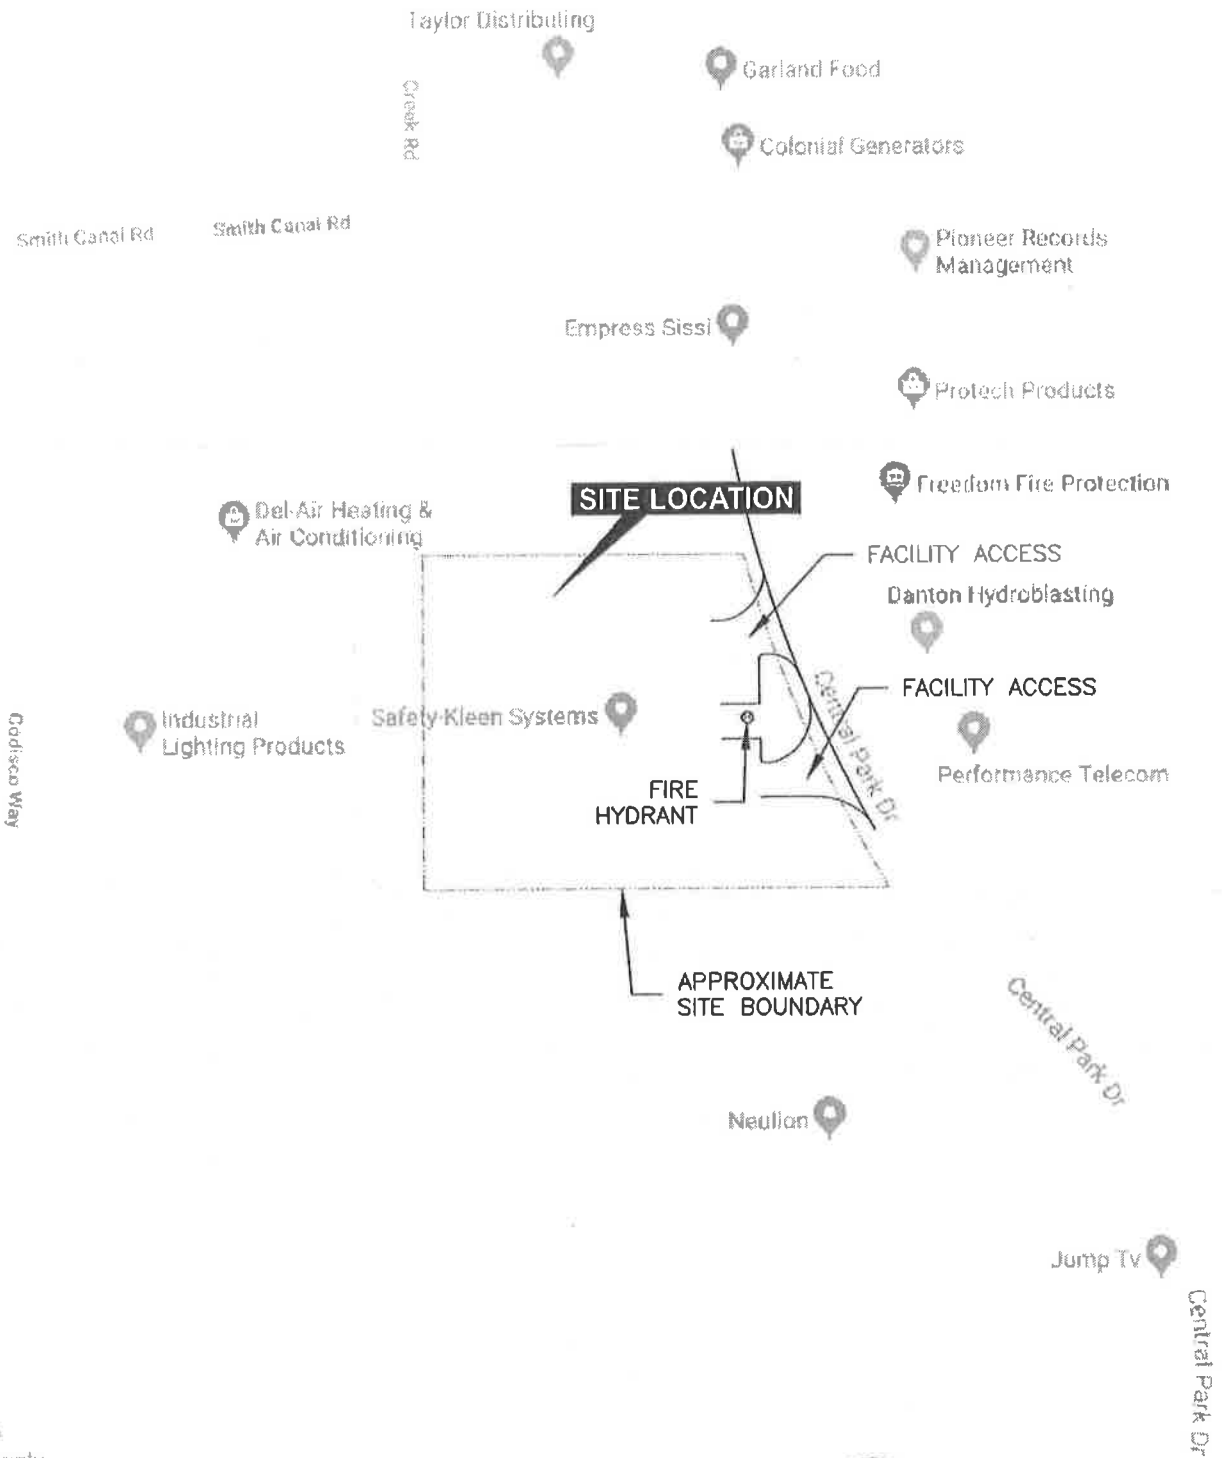 Taylor Distributing
Garland Food
Creek Rd
Colonial Generators
Smith Canal Rd
Smith Canal Rd
Pioneer Records
Management
Empress Sissi
Protech Products
Freedom Fire Protection
SITE LOCATION
Del-Air Heating &
Air Conditioning
FACILITY ACCESS
Danton Hydroblasting
FACILITY ACCESS
Central Park Dr
Safety-Kleen Systems
Industrial
Lighting Products
Codisco Way
Performance Telecom
FIRE
HYDRANT
APPROXIMATE
SITE BOUNDARY
Central Park Dr
Neulion
Jump Tv
Central Park Dr